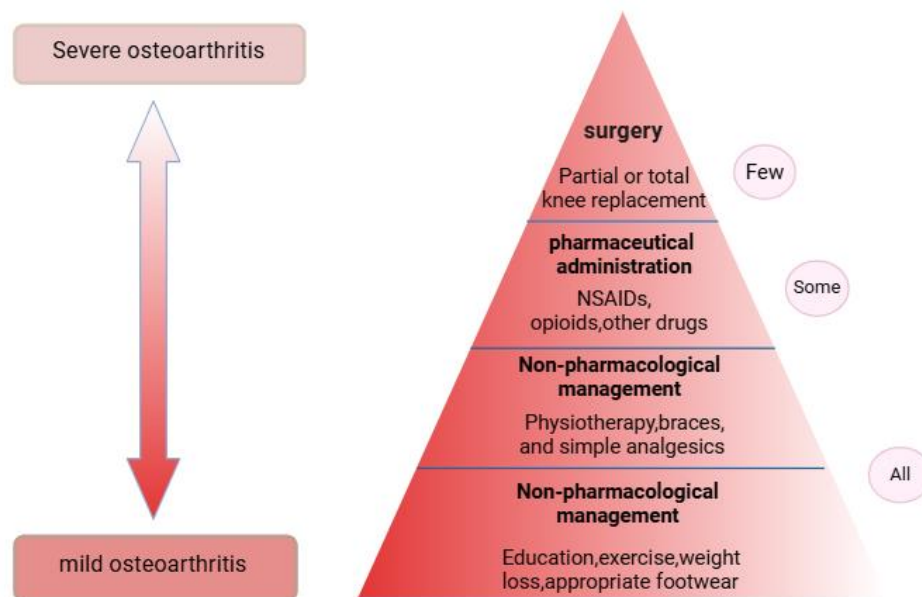 Severe osteoarthritis
mild osteoarthritis
surgery
Partial or total
knee replacement
Few
pharmaceutical
administration
NSAIDs,
opioids,other drugs
Some
Non-pharmacological
management
Physiotherapy,braces,
and simple analgesics
All
Non-pharmacological
management
Education,exercise,weight
loss,appropriate footwear